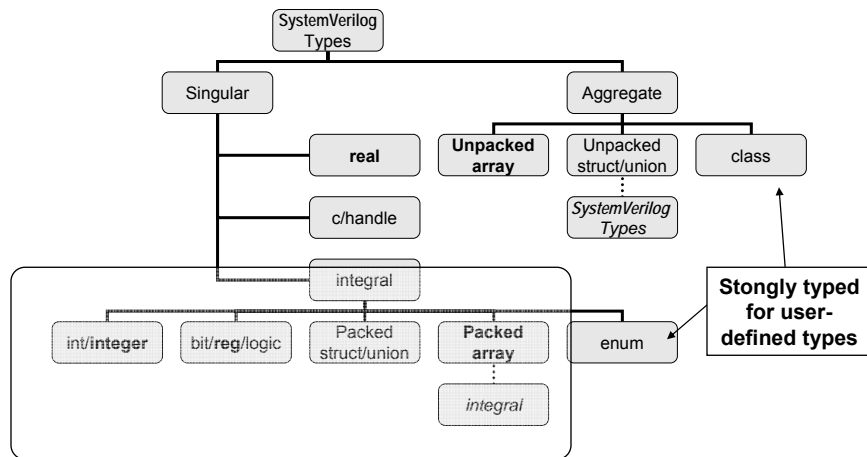 SystemVerilog
Types
Singular
Aggregate
real
Unpacked
array
Unpacked
struct/union
class
c/handle
SystemVerilog
Types
integral
Stongly typed
for user-
defined types
int/integer
bit/reg/logic
Packed
struct/union
Packed
array
enum
integral